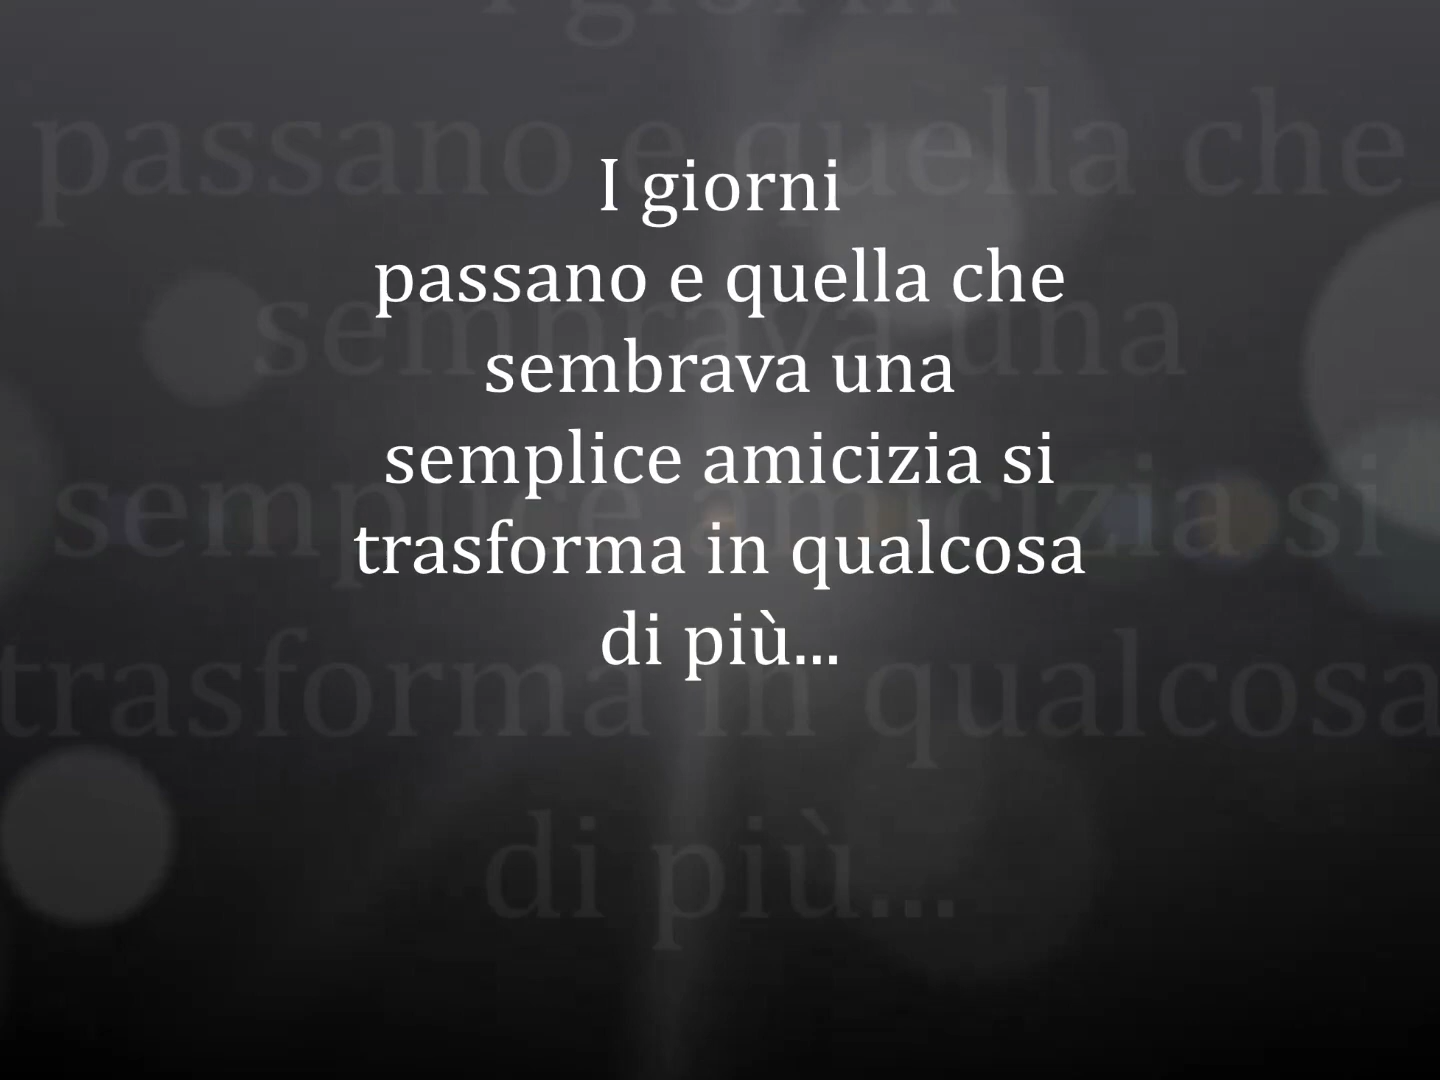 I giorni
passano e quella che
sembrava una
semplice amicizia si
trasforma in qualcosa
di più...